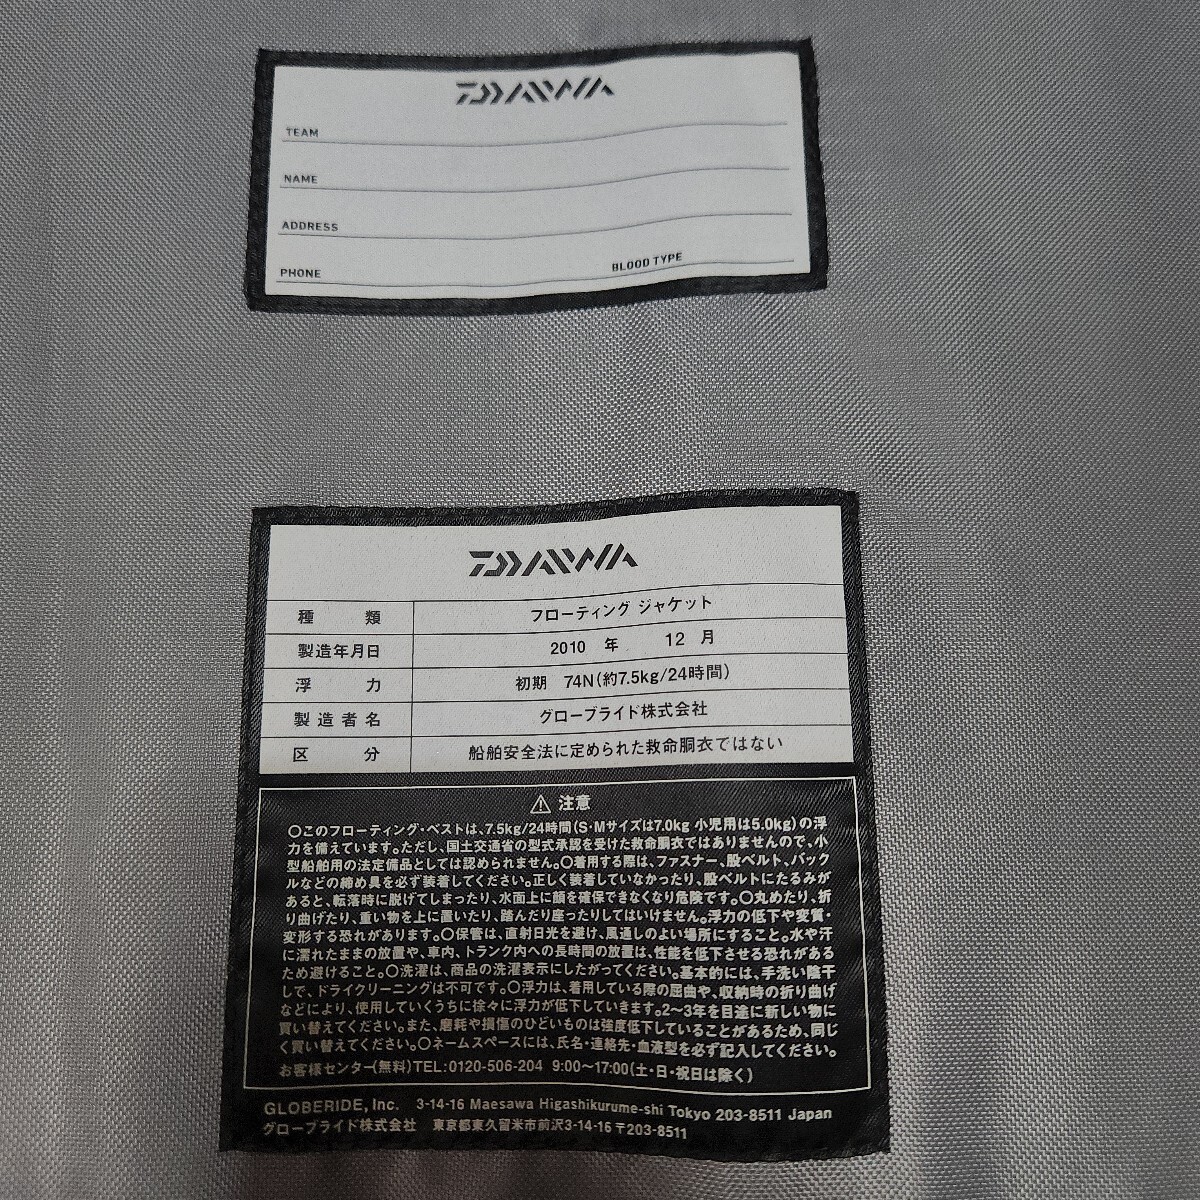 DAIWA
TEAM
NAME
ADDRESS
PHONE BLOOD TYPE
DAIWA
種類 フローティング ジャケット
製造年月日 2010 年 12 月
浮力 初期 74N(約7.5kg/24時間)
製造者名 グローブライド株式会社
区分 船舶安全法に定められた救命胴衣ではない
⚠ 注意
〇このフローティング・ベストは、7.5kg/24時間(S・Mサイズは7.0kg 小児用は5.0kg)の浮
力を備えています。ただし、国土交通省の型式承認を受けた救命胴衣ではありませんので、小
型船舶用の法定備品としては認められません。〇着用する際は、ファスナー、股ベルト、バック
ルなどの締め具を必ず装着してください。正しく装着していなかったり、股ベルトにたるみが
あると、転落時に脱げてしまったり、水面上に顔を確保できなくなり危険です。〇丸めたり、折
り曲げたり、重い物を上に置いたり、踏んだり座ったりしてはいけません。浮力の低下や変質・
変形する恐れがあります。〇保管は、直射日光を避け、風通しのよい場所にすること。水や汗
に濡れたままの放置や、車内、トランク内への長時間の放置は、性能を低下させる恐れがある
ため避けること。〇洗濯は、商品の洗濯表示にしたがってください。基本的には、手洗い陰干
しで、ドライクリーニングは不可です。〇浮力は、着用している際の屈曲や、収納時の折り曲げ
などにより、使用していくうちに徐々に浮力が低下していきます。2〜3年を目途に新しい物に
買い替えてください。また、磨耗や損傷のひどいものは強度低下していることがあるため、同じ
く買い替えてください。〇ネームスペースには、氏名・連絡先・血液型を必ず記入してください。
お客様センター(無料)TEL:0120-506-204 9:00〜17:00(土・日・祝日は除く)
GLOBERIDE, Inc. 3-14-16 Maesawa Higashikurume-shi Tokyo 203-8511 Japan
グローブライド株式会社 東京都東久留米市前沢3-14-16 〒203-8511